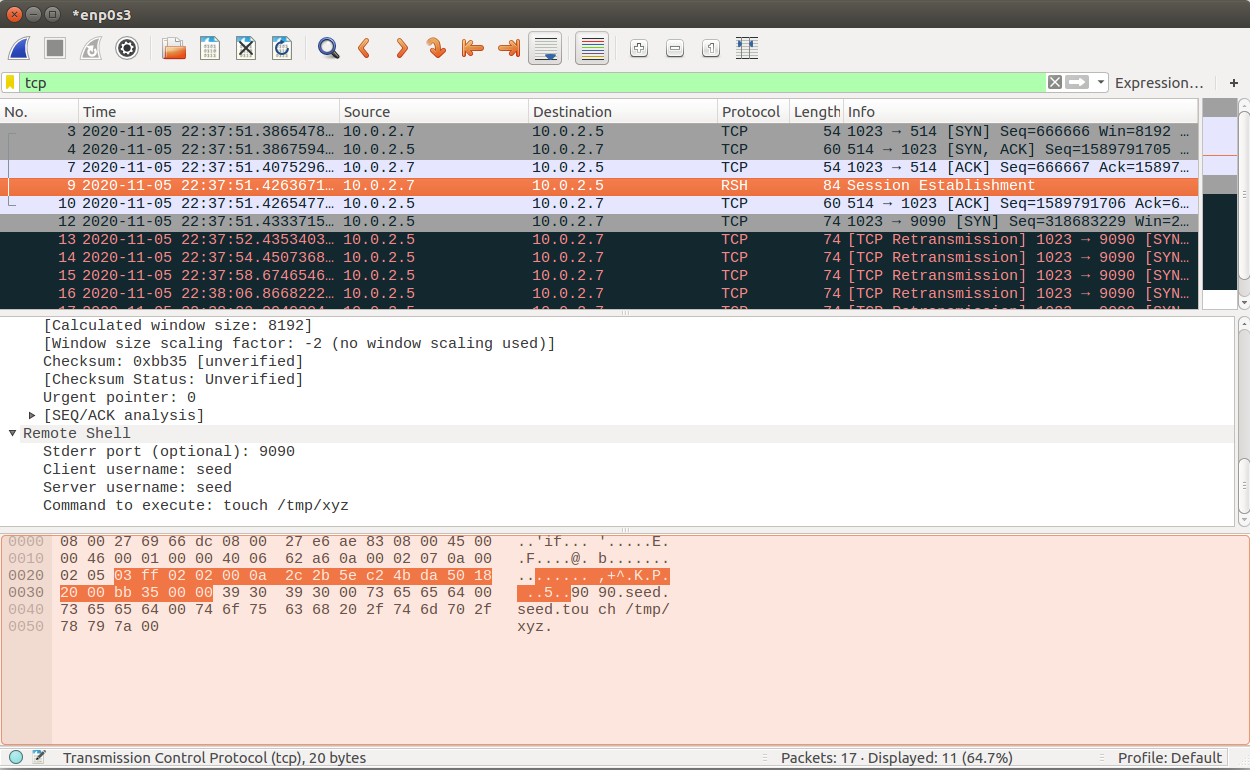 *enp0s3
tcp
Expression…
+
No. Time Source Destination Protocol Length Info
3 2020-11-05 22:37:51.3865478… 10.0.2.7 10.0.2.5 TCP 54 1023 → 514 [SYN] Seq=666666 Win=8192 …
4 2020-11-05 22:37:51.3867594… 10.0.2.5 10.0.2.7 TCP 60 514 → 1023 [SYN, ACK] Seq=1589791705 …
7 2020-11-05 22:37:51.4075296… 10.0.2.7 10.0.2.5 TCP 54 1023 → 514 [ACK] Seq=666667 Ack=15897…
9 2020-11-05 22:37:51.4263671… 10.0.2.7 10.0.2.5 RSH 84 Session Establishment
10 2020-11-05 22:37:51.4265477… 10.0.2.5 10.0.2.7 TCP 60 514 → 1023 [ACK] Seq=1589791706 Ack=6…
12 2020-11-05 22:37:51.4333715… 10.0.2.5 10.0.2.7 TCP 74 1023 → 9090 [SYN] Seq=318683229 Win=2…
13 2020-11-05 22:37:52.4353403… 10.0.2.5 10.0.2.7 TCP 74 [TCP Retransmission] 1023 → 9090 [SYN…
14 2020-11-05 22:37:54.4507368… 10.0.2.5 10.0.2.7 TCP 74 [TCP Retransmission] 1023 → 9090 [SYN…
15 2020-11-05 22:37:58.6746546… 10.0.2.5 10.0.2.7 TCP 74 [TCP Retransmission] 1023 → 9090 [SYN…
16 2020-11-05 22:38:06.8668222… 10.0.2.5 10.0.2.7 TCP 74 [TCP Retransmission] 1023 → 9090 [SYN…
[Calculated window size: 8192]
[Window size scaling factor: -2 (no window scaling used)]
Checksum: 0xbb35 [unverified]
[Checksum Status: Unverified]
Urgent pointer: 0
[SEQ/ACK analysis]
Remote Shell
Stderr port (optional): 9090
Client username: seed
Server username: seed
Command to execute: touch /tmp/xyz
0000 08 00 27 69 66 dc 08 00 27 e6 ae 83 08 00 45 00 ..'if... '.....E.
0010 00 46 00 01 00 00 40 06 62 a6 0a 00 02 07 0a 00 .F....@. b.......
0020 02 05 03 ff 02 02 00 0a 2c 2b 5e c2 4b da 50 18 ........ ,+^.K.P.
0030 20 00 bb 35 00 00 39 30 39 30 00 73 65 65 64 00 ..5..90 90.seed.
0040 73 65 65 64 00 74 6f 75 63 68 20 2f 74 6d 70 2f seed.tou ch /tmp/
0050 78 79 7a 00 xyz.
Transmission Control Protocol (tcp), 20 bytes
Packets: 17 · Displayed: 11 (64.7%)
Profile: Default